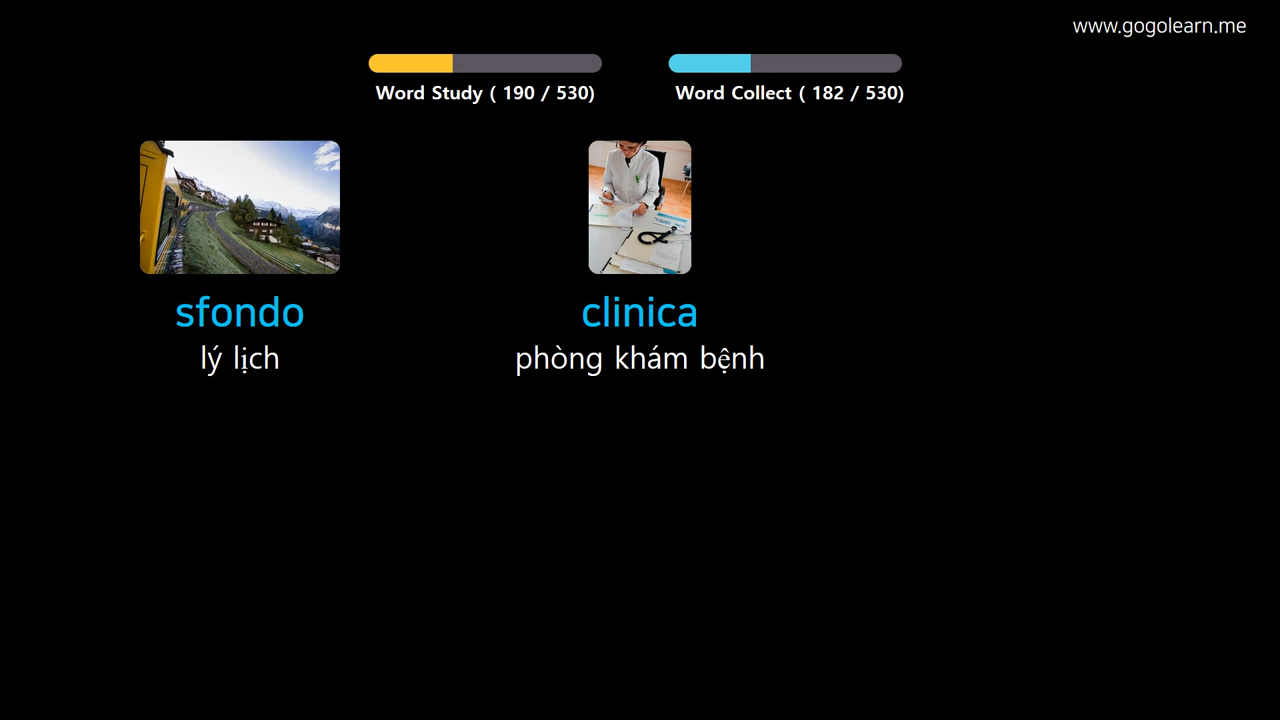 www.gogolearn.me
Word Study ( 190 / 530)
Word Collect ( 182 / 530)
sfondo
clinica
lý lịch
phòng khám bệnh